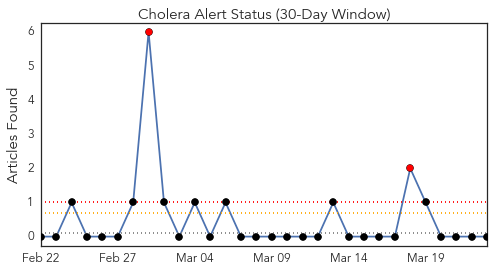 Cholera Alert Status (30-Day Window)
Articles Found
6
5
4
3
2
1
0
Feb 22
Feb 27
Mar 04
Mar 09
Mar 14
Mar 19